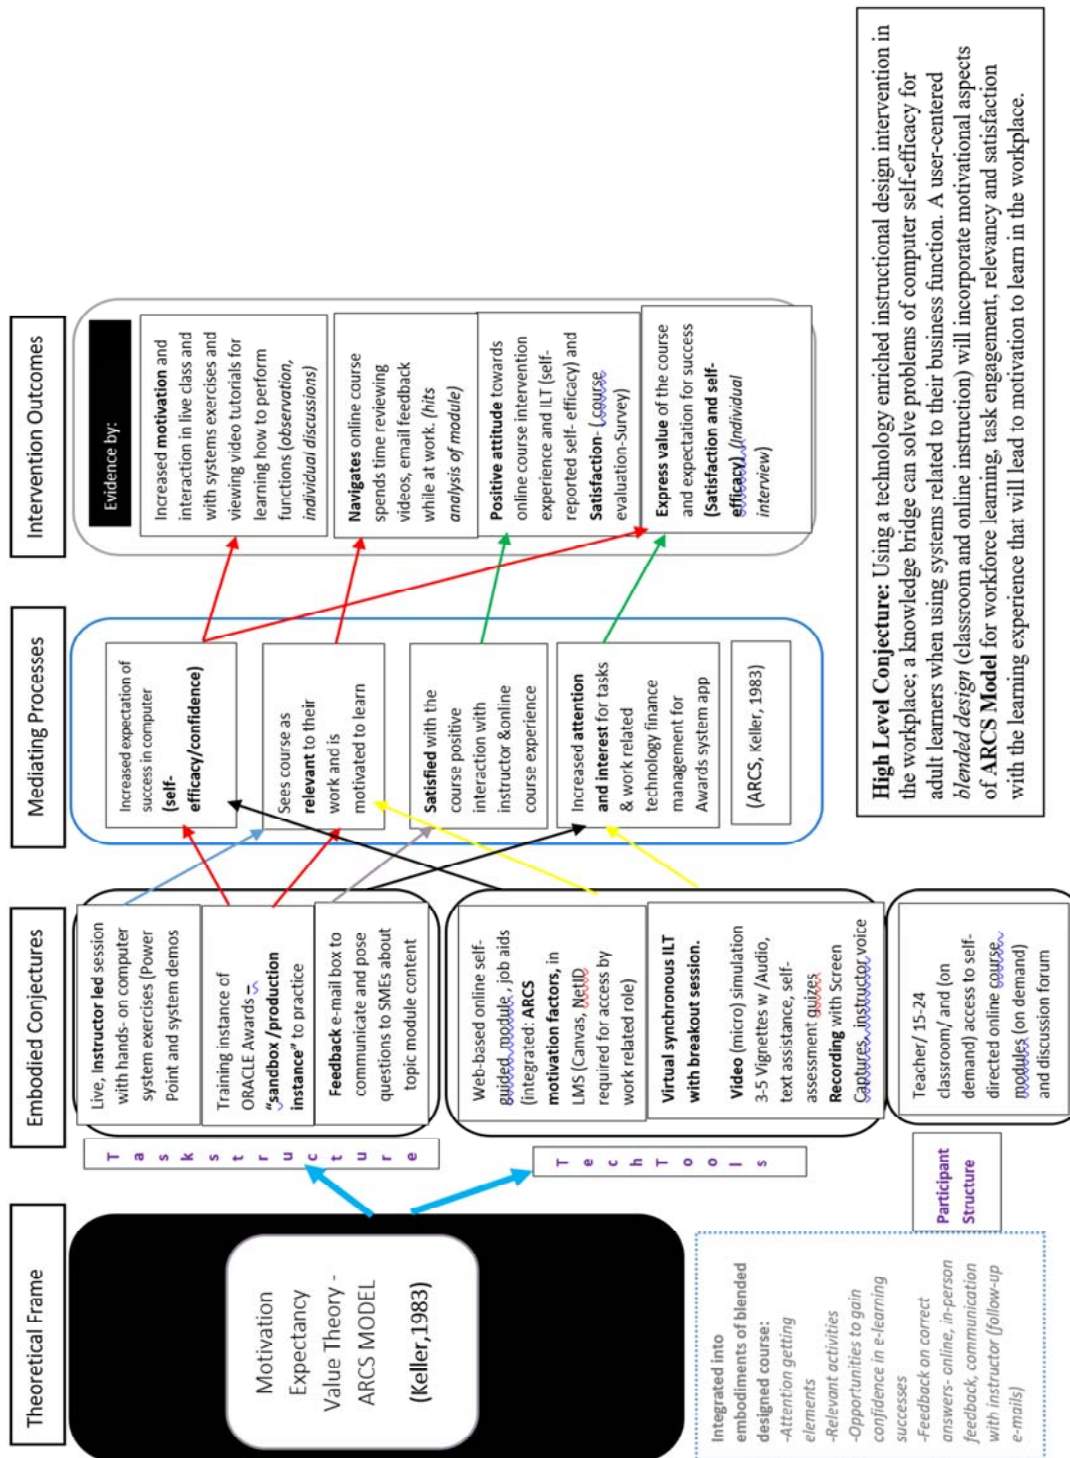 Theoretical Frame
Motivation
Expectancy
Value Theory -
ARCS MODEL
(Keller,1983)
Integrated into
embodiments of blended
designed course:
-Attention getting
elements
-Relevant activities
-Opportunities to gain
confidence in e-learning
successes
-Feedback on correct
answers- online, in-person
feedback, communication
with instructor (follow-up
e-mails)
Embodied Conjectures
Task structure
Live, Instructor led session
with hands- on computer
system exercises (Power
Point and system demos
Training instance of
ORACLE Awards –
“sandbox /production
instance” to practice
Feedback e-mail box to
communicate and pose
questions to SMEs about
topic module content
Tech Tools
Web-based online self-
guided module , job aids
(integrated: ARCS
motivation factors, in
LMS (Canvas, NetID
required for access by
work related role)
Virtual synchronous ILT
with breakout session.
Video (micro) simulation
3-5 Vignettes w /Audio,
text assistance, self-
assessment quizes
Recording with Screen
Captures, instructor voice
Participant
Structure
Teacher/ 15-24
classroom/ and (on
demand) access to self-
directed online course
modules (on demand)
and discussion forum
Mediating Processes
Increased expectation of
success in computer
(self-
efficacy/confidence)
Sees course as
relevant to their
work and is
motivated to learn
Satisfied with the
course positive
interaction with
instructor &online
course experience
Increased attention
and interest for tasks
& work related
technology finance
management for
Awards system app
(ARCS, Keller, 1983)
Intervention Outcomes
Evidence by:
Increased motivation and
interaction in live class and
with systems exercises and
viewing video tutorials for
learning how to perform
functions (observation,
individual discussions)
Navigates online course
spends time reviewing
videos, email feedback
while at work. (hits
analysis of module)
Positive attitude towards
online course intervention
experience and ILT (self-
reported self- efficacy) and
Satisfaction- ( course
evaluation-Survey)
Express value of the course
and expectation for success
(Satisfaction and self-
efficacy) (Individual
interview)
High Level Conjecture: Using a technology enriched instructional design intervention in
the workplace; a knowledge bridge can solve problems of computer self-efficacy for
adult learners when using systems related to their business function. A user-centered
blended design (classroom and online instruction) will incorporate motivational aspects
of ARCS Model for workforce learning, task engagement, relevancy and satisfaction
with the learning experience that will lead to motivation to learn in the workplace.